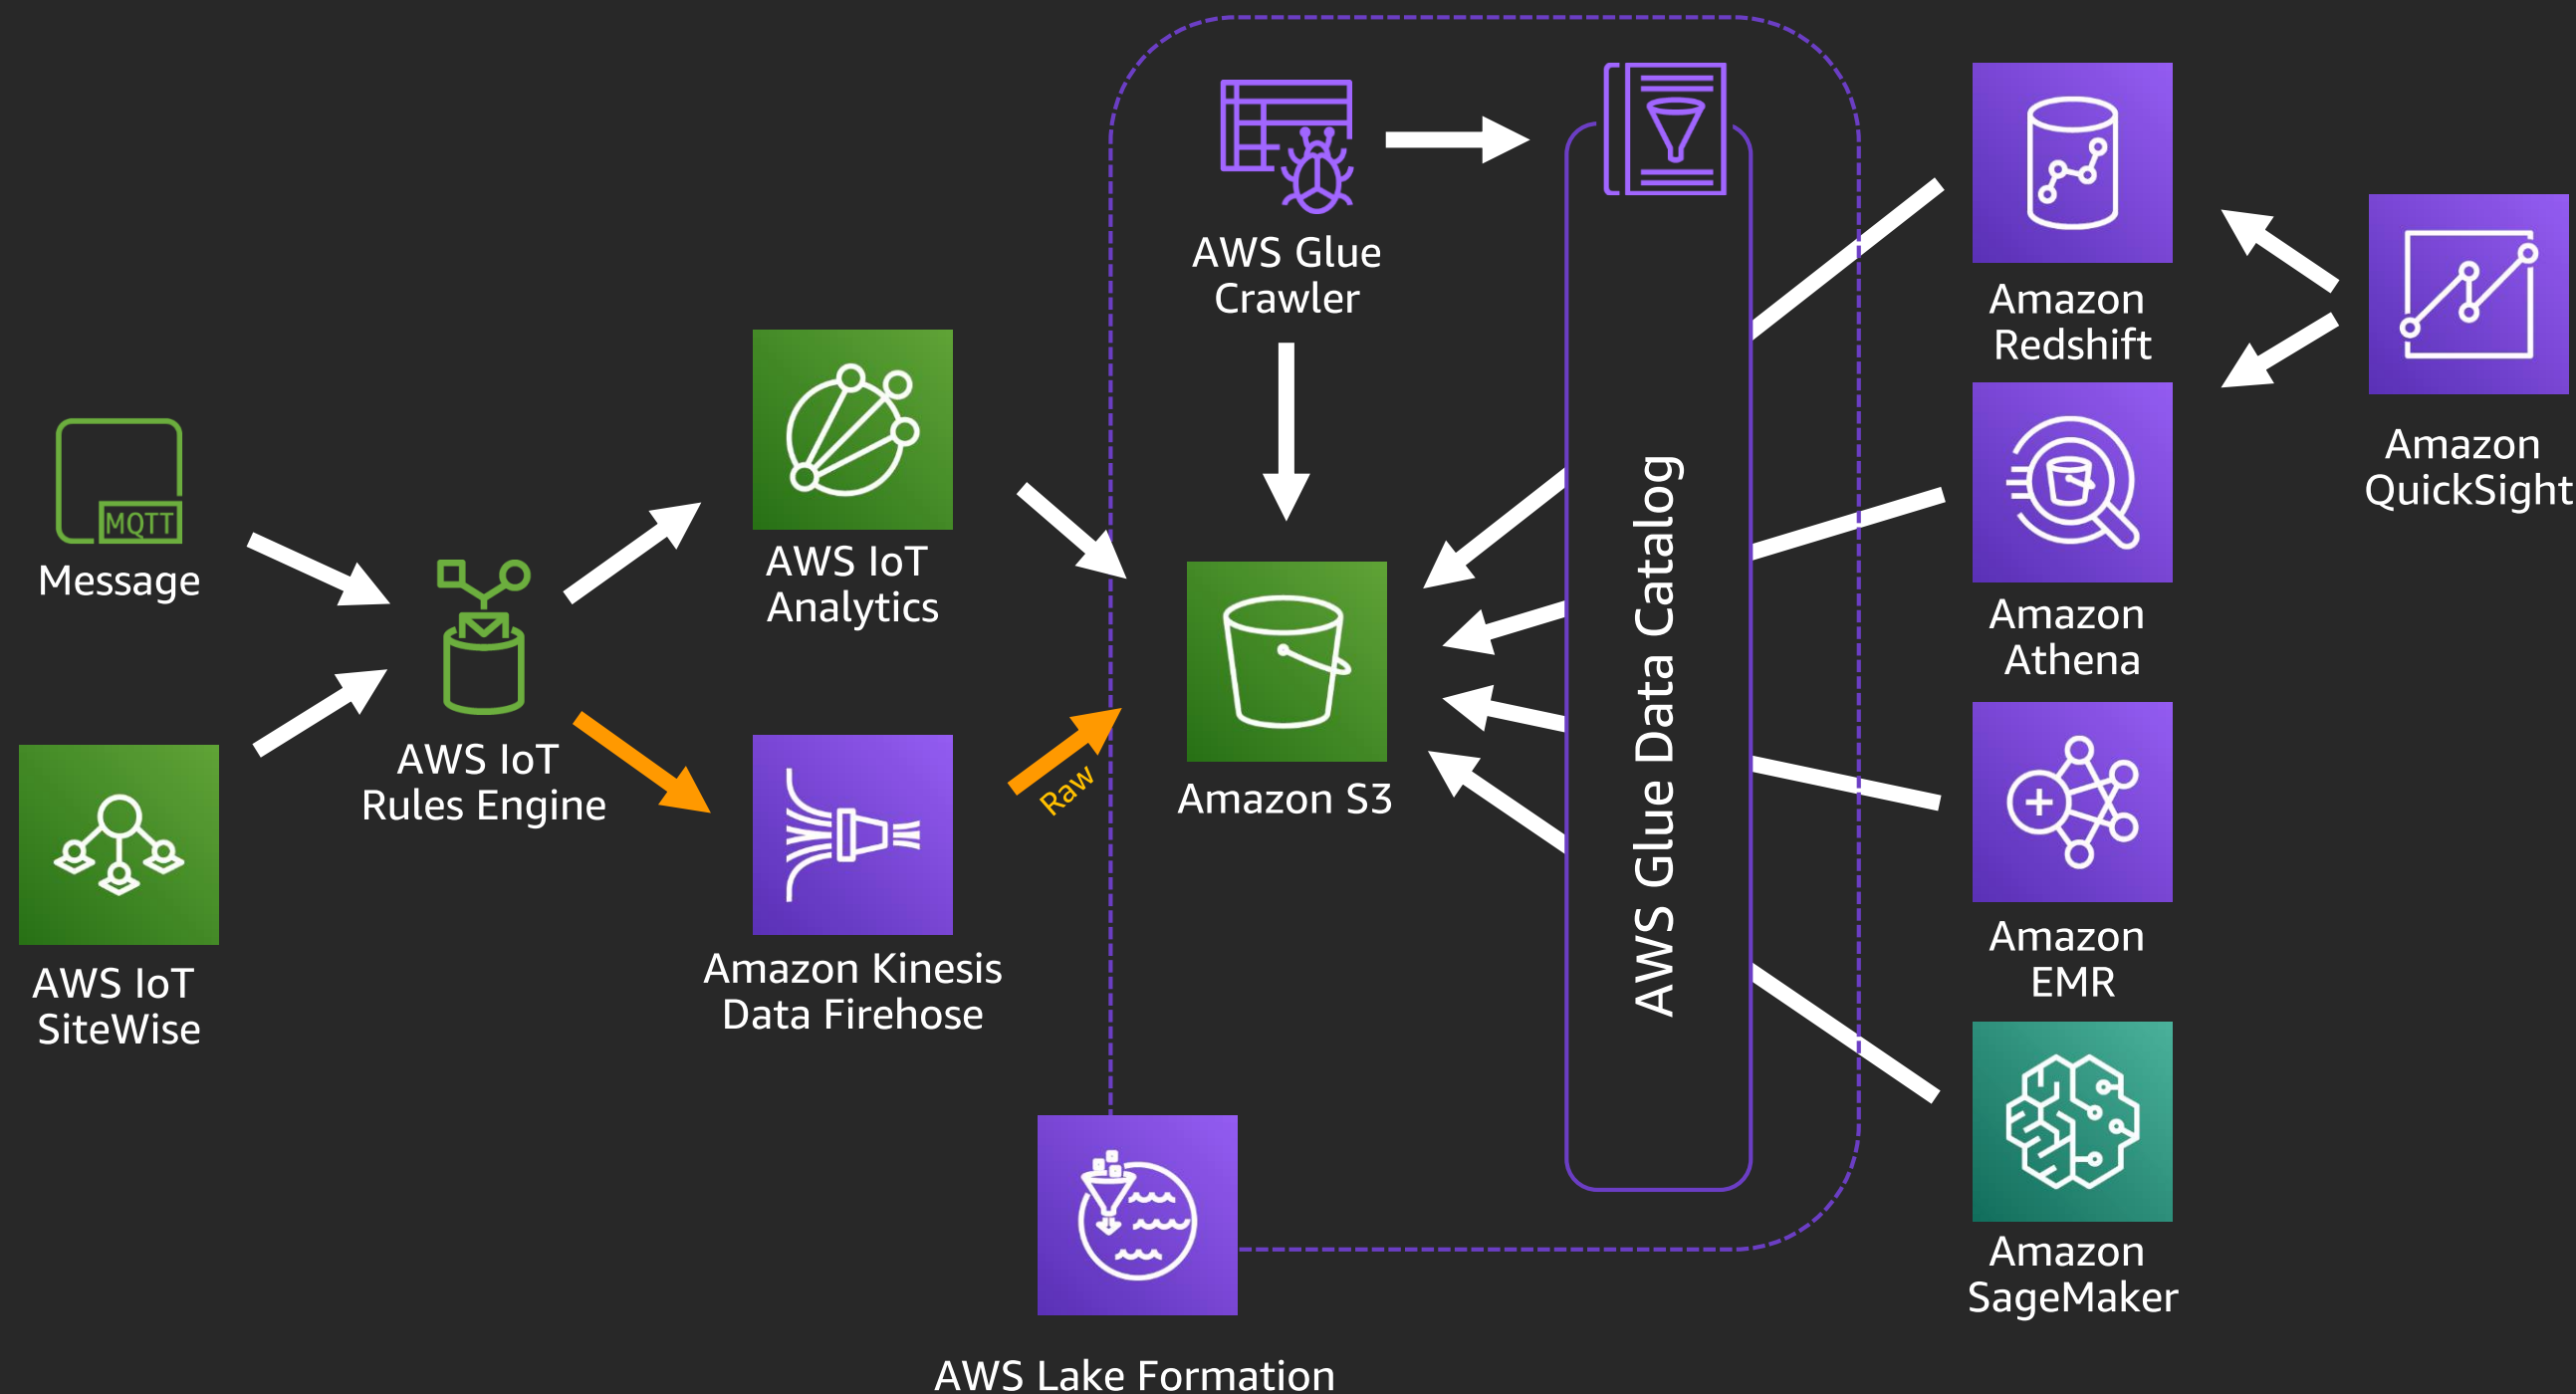 MQTT
Message
AWS IoT
SiteWise
AWS IoT
Rules Engine
AWS IoT
Analytics
Amazon Kinesis
Data Firehose
Raw
AWS Glue
Crawler
Amazon S3
AWS Glue Data Catalog
AWS Lake Formation
Amazon
Redshift
Amazon
Athena
Amazon
EMR
Amazon
SageMaker
Amazon
QuickSight